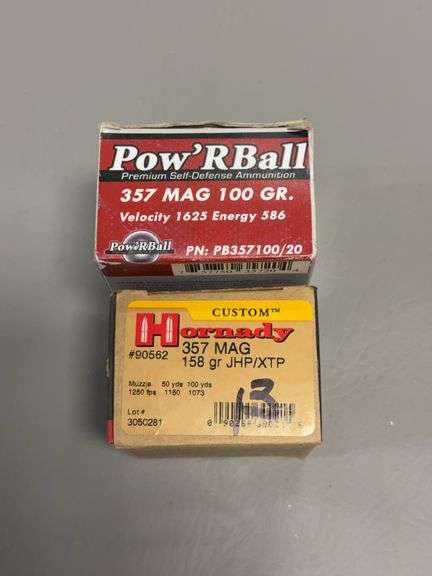 Pow'RBall
Premium Self-Defense Ammunition
357 MAG 100 GR.
Velocity 1625 Energy 586
Pow'RBall
PN: PB357100/20
CUSTOM™
Hornady
#90562
357 MAG
158 gr JHP/XTP
Muzzle 50 yds 100 yds
1250 fps 1150 1073
Lot #
3050281
13